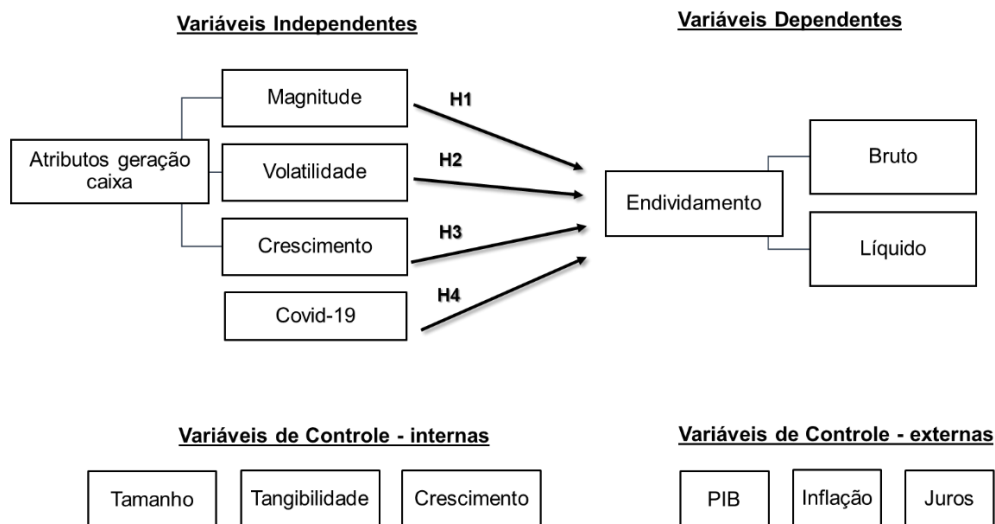 Variáveis Independentes
Variáveis Dependentes
Magnitude
H1
Atributos geração
caixa
Volatilidade
H2
Bruto
Endividamento
Crescimento
H3
Líquido
Covid-19
H4
Variáveis de Controle - internas
Variáveis de Controle - externas
Tamanho
Tangibilidade
Crescimento
PIB
Inflação
Juros